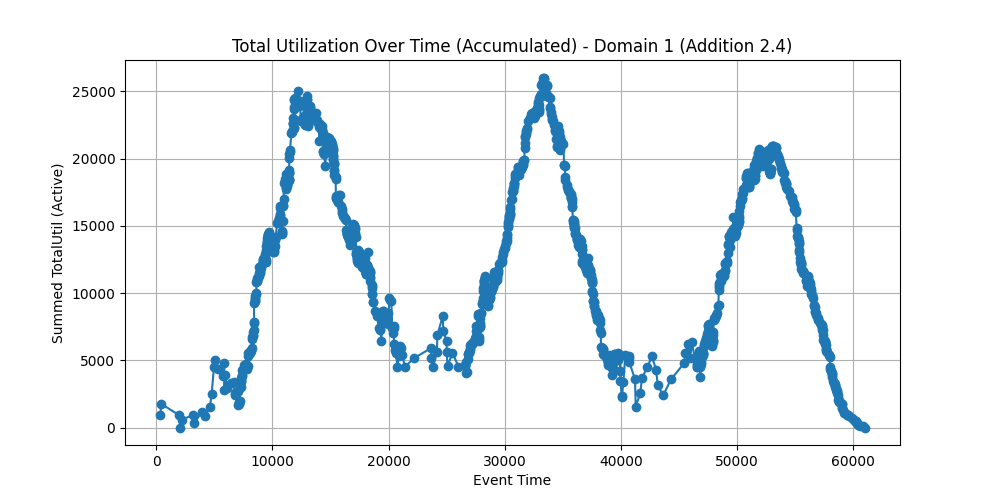 Total Utilization Over Time (Accumulated) - Domain 1 (Addition 2.4)
Summed TotalUtil (Active)
25000
20000
15000
10000
5000
0
0 10000 20000 30000 40000 50000 60000
Event Time